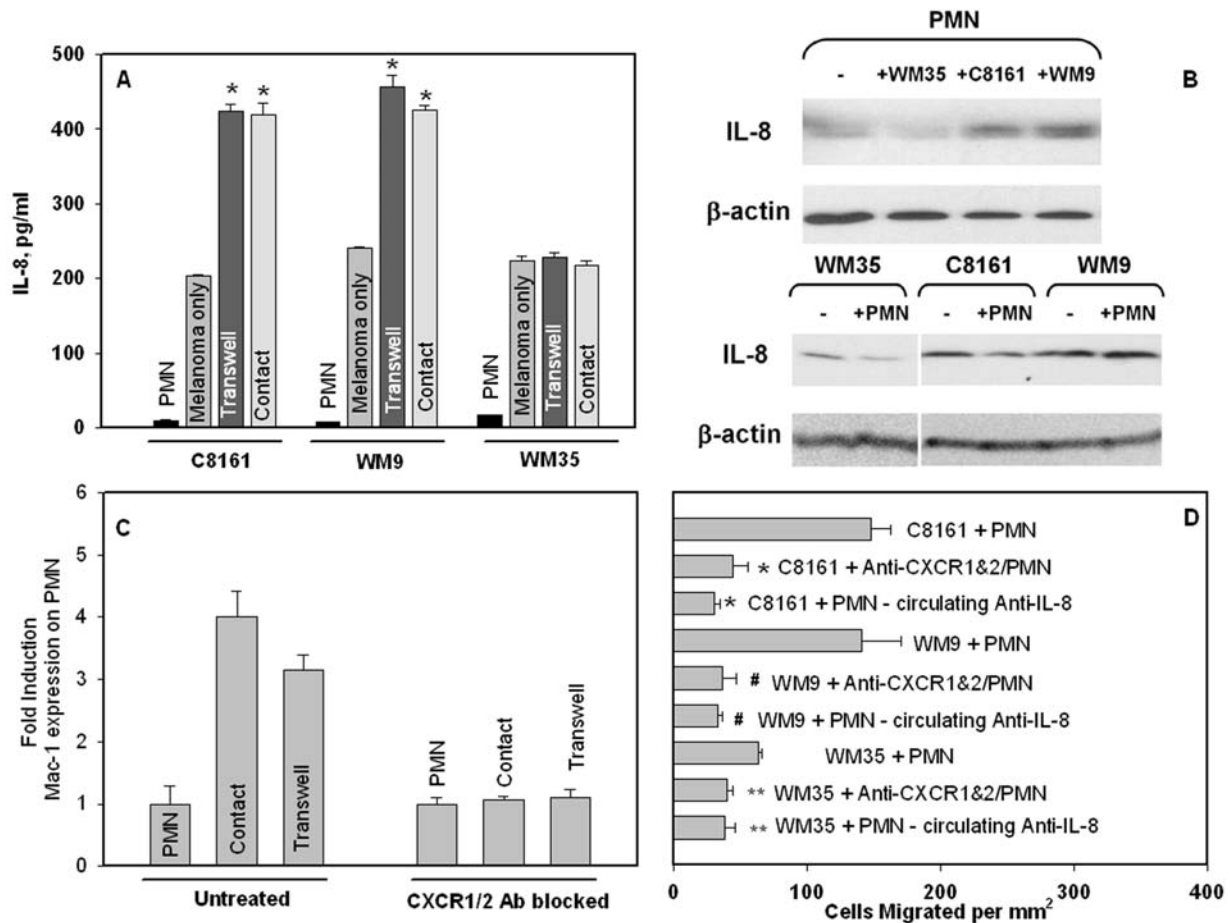 A
IL-8, pg/ml
500
400
300
200
100
0
* *
* *
PMN
Melanoma only
Transwell
Contact
PMN
Melanoma only
Transwell
Contact
PMN
Melanoma only
Transwell
Contact
C8161 WM9 WM35
B
PMN
- +WM35 +C8161 +WM9
IL-8
β-actin
WM35 C8161 WM9
- +PMN - +PMN - +PMN
IL-8
β-actin
C
Fold Induction
Mac-1 expression on PMN
6
5
4
3
2
1
0
PMN
Contact
Transwell
PMN
Contact
Transwell
Untreated CXCR1/2 Ab blocked
D
C8161 + PMN
* C8161 + Anti-CXCR1&2/PMN
* C8161 + PMN - circulating Anti-IL-8
WM9 + PMN
# WM9 + Anti-CXCR1&2/PMN
# WM9 + PMN - circulating Anti-IL-8
WM35 + PMN
** WM35 + Anti-CXCR1&2/PMN
** WM35 + PMN - circulating Anti-IL-8
0 100 200 300 400
Cells Migrated per mm²